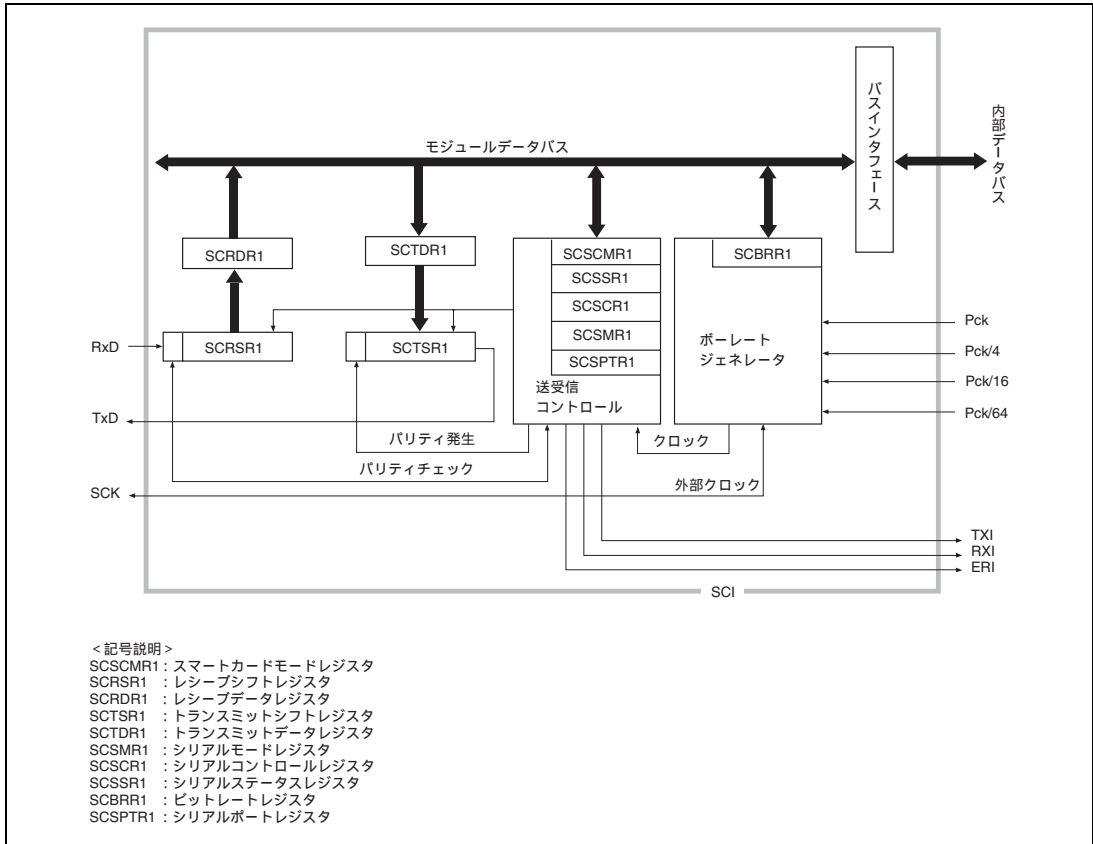 バスインタフェース
内部データバス
モジュールデータバス
SCRDR1
SCTDR1
SCSCMR1
SCBRR1
SCSSR1
SCSCR1
SCSMR1
SCSPTR1
RxD
SCRSR1
SCTSR1
ボーレート
ジェネレータ
Pck
Pck/4
Pck/16
Pck/64
送受信
コントロール
TxD
パリティ発生
クロック
パリティチェック
外部クロック
SCK
TXI
RXI
ERI
SCI
<記号説明>
SCSCMR1 : スマートカードモードレジスタ
SCRSR1 : レシーブシフトレジスタ
SCRDR1 : レシーブデータレジスタ
SCTSR1 : トランスミットシフトレジスタ
SCTDR1 : トランスミットデータレジスタ
SCSMR1 : シリアルモードレジスタ
SCSCR1 : シリアルコントロールレジスタ
SCSSR1 : シリアルステータスレジスタ
SCBRR1 : ビットレートレジスタ
SCSPTR1 : シリアルポートレジスタ